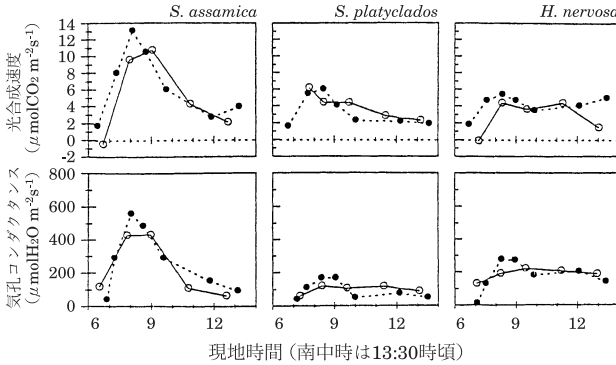 S. assamica
S. platyclados
H. nervosa
光合成速度
(μmolCO2 m-2s-1)
14
12
10
8
6
4
2
0
-2
気孔コンダクタンス
(μmolH2O m-2s-1)
800
600
400
200
0
6 9 12 6 9 12 6 9 12
現地時間 (南中時は13:30時頃)